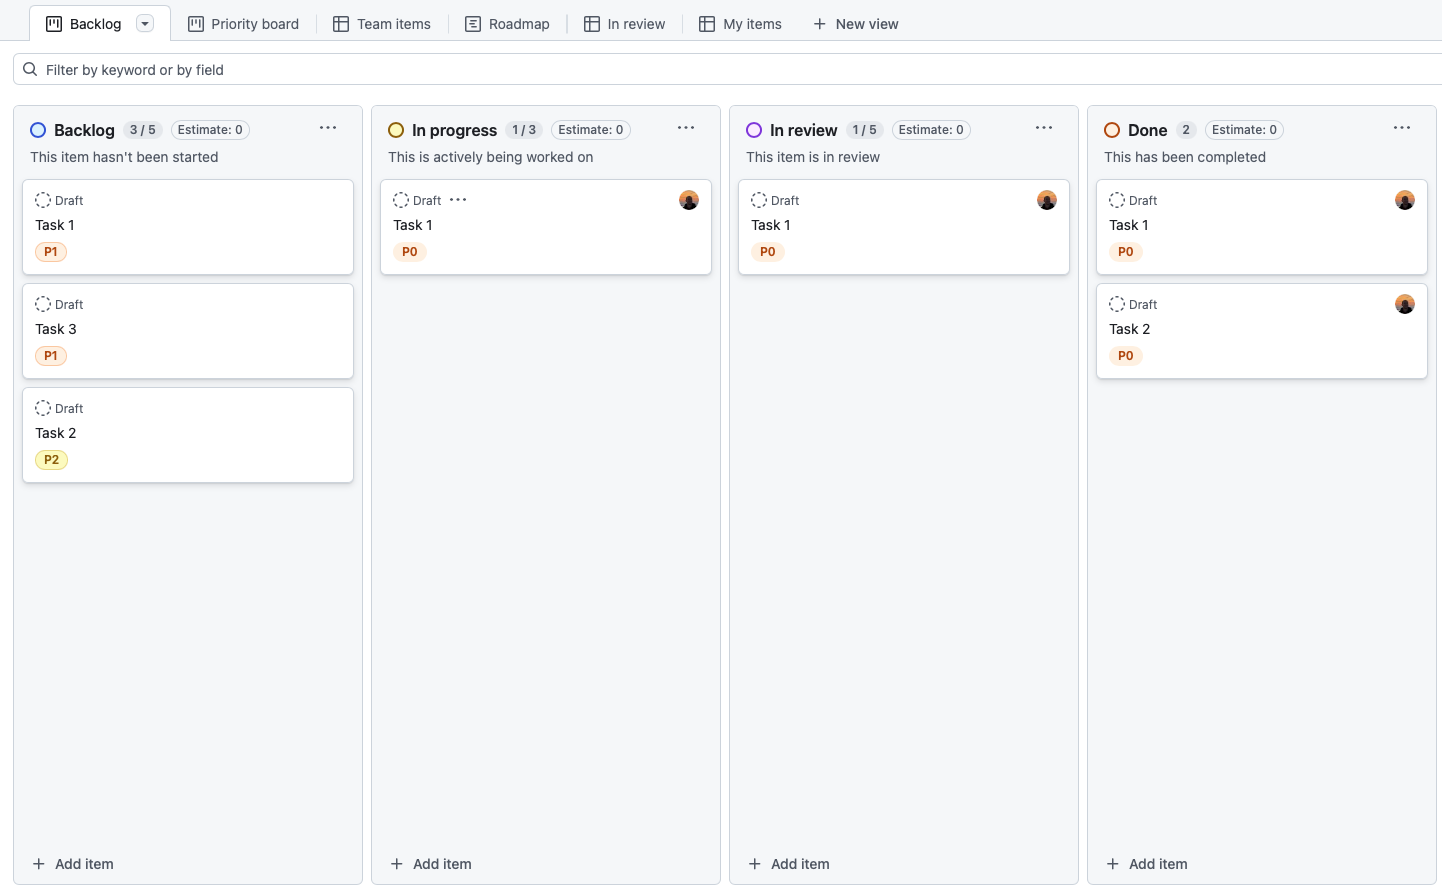 Backlog
Priority board
Team items
Roadmap
In review
My items
New view
Filter by keyword or by field
Backlog 3 / 5 Estimate: 0
This item hasn't been started
Draft
Task 1
P1
Draft
Task 3
P1
Draft
Task 2
P2
Add item
In progress 1 / 3 Estimate: 0
This is actively being worked on
Draft
Task 1
P0
Add item
In review 1 / 5 Estimate: 0
This item is in review
Draft
Task 1
P0
Add item
Done 2 Estimate: 0
This has been completed
Draft
Task 1
P0
Draft
Task 2
P0
Add item